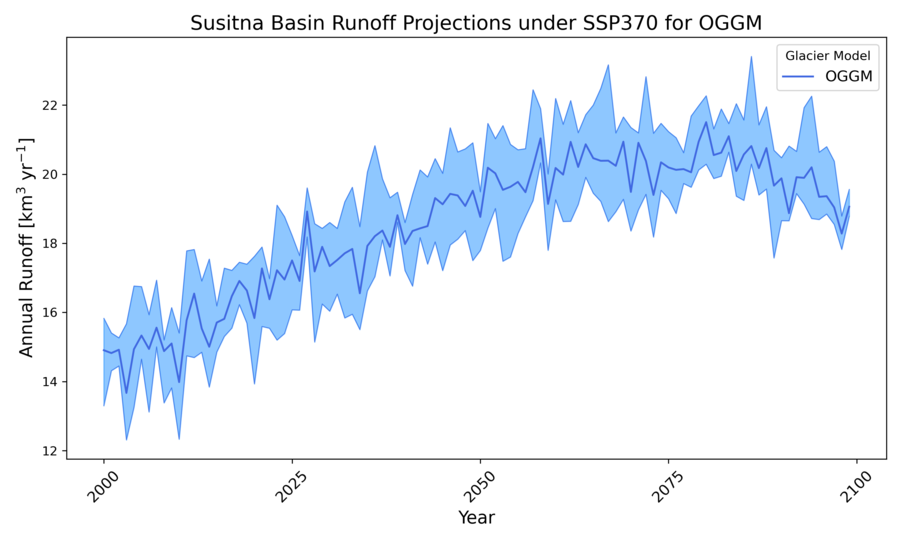 Susitna Basin Runoff Projections under SSP370 for OGGM
Glacier Model
OGGM
Annual Runoff [km³ yr⁻¹]
22
20
18
16
14
12
2000
2025
2050
2075
2100
Year